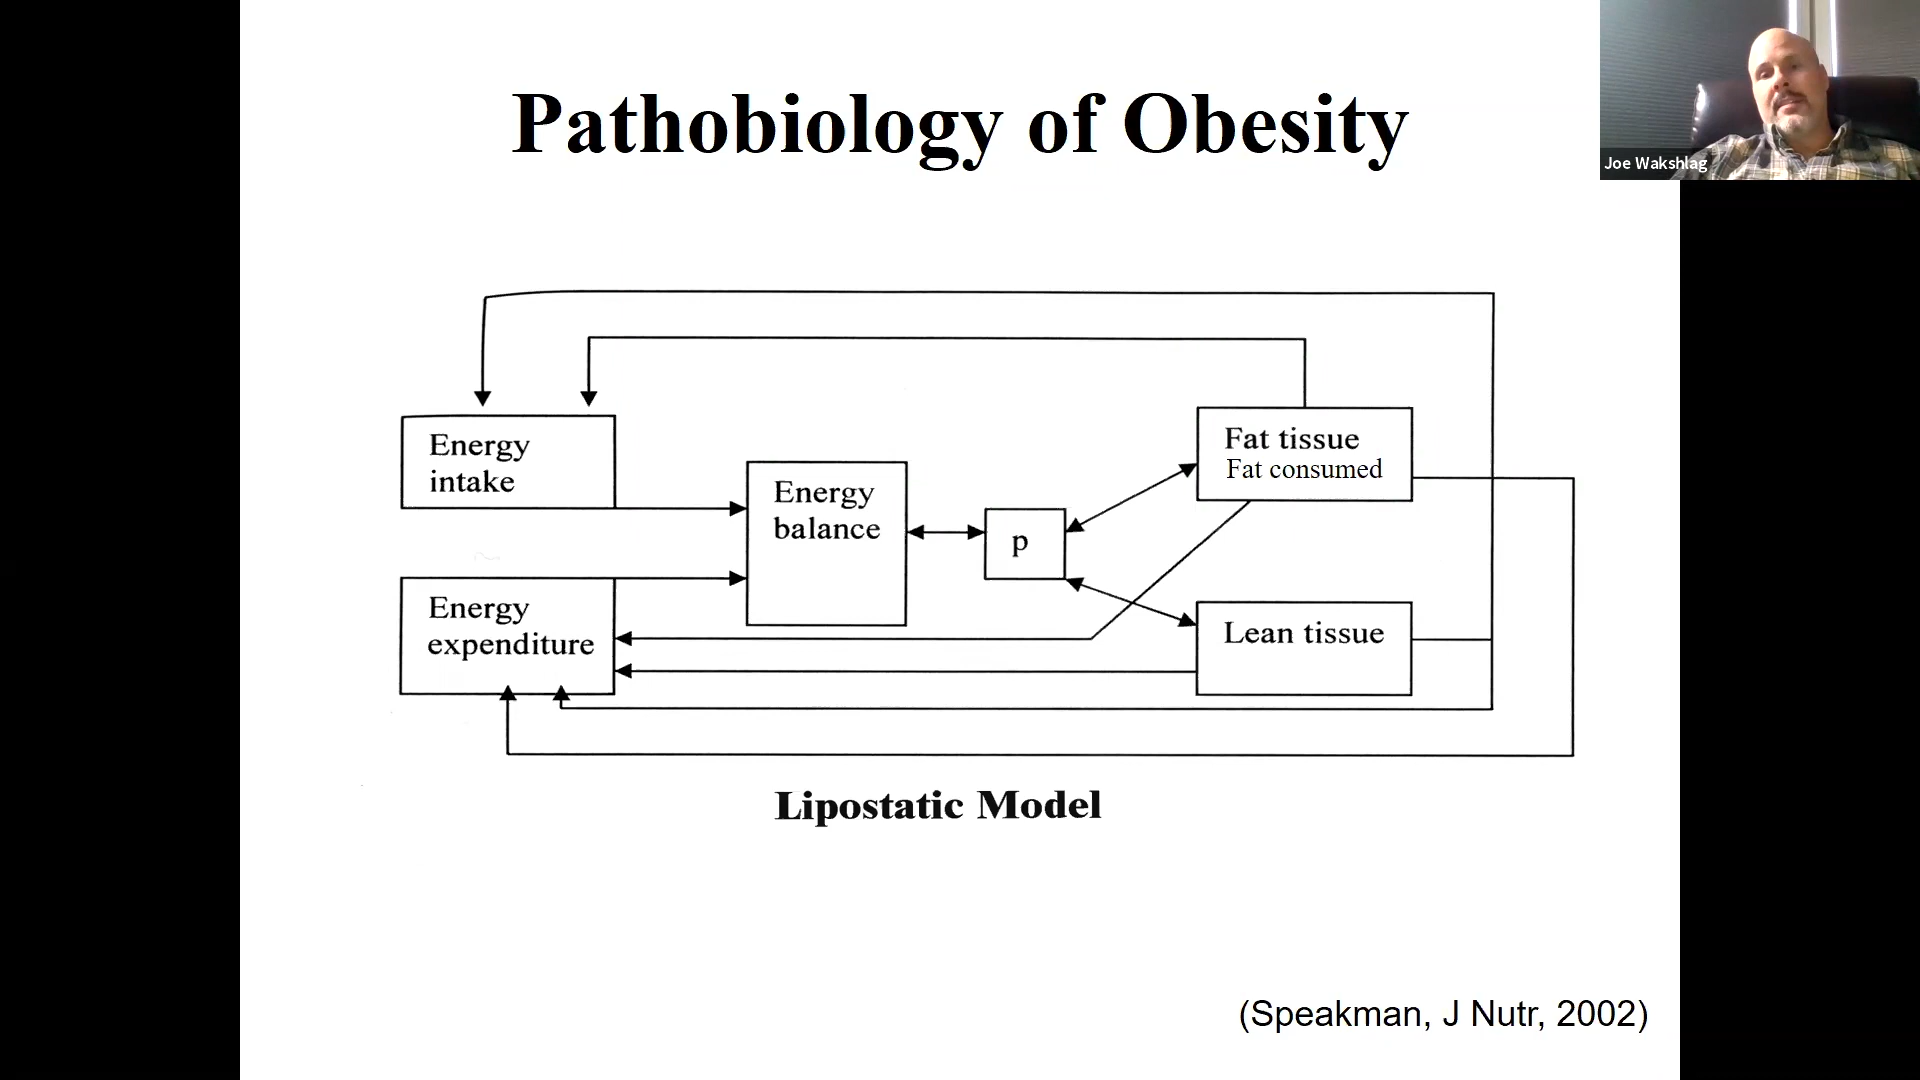 Pathobiology of Obesity
Joe Wakshlag
Energy
intake
Energy
balance
p
Fat tissue
Fat consumed
Energy
expenditure
Lean tissue
Lipostatic Model
(Speakman, J Nutr, 2002)